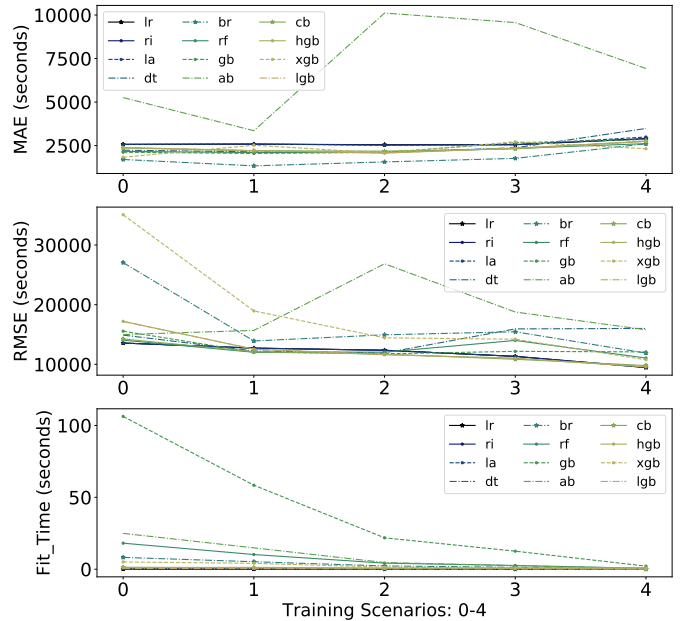 MAE (seconds)
10000
7500
5000
2500
lr br cb
ri rf hgb
la gb xgb
dt ab lgb
0 1 2 3 4
RMSE (seconds)
30000
20000
10000
lr br cb
ri rf hgb
la gb xgb
dt ab lgb
0 1 2 3 4
Fit_Time (seconds)
100
50
0
lr br cb
ri rf hgb
la gb xgb
dt ab lgb
0 1 2 3 4
Training Scenarios: 0-4